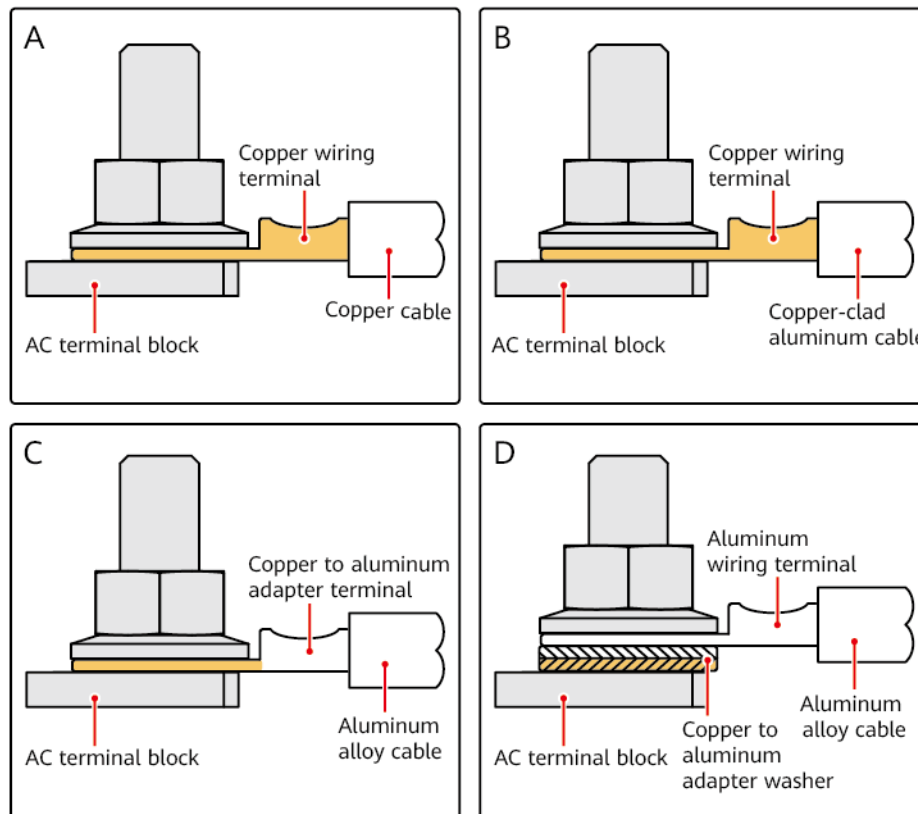 A
Copper wiring
terminal
Copper cable
AC terminal block
B
Copper wiring
terminal
Copper-clad
aluminum cable
AC terminal block
C
Copper to aluminum
adapter terminal
Aluminum
alloy cable
AC terminal block
D
Aluminum
wiring terminal
Aluminum
alloy cable
Copper to
aluminum
adapter washer
AC terminal block